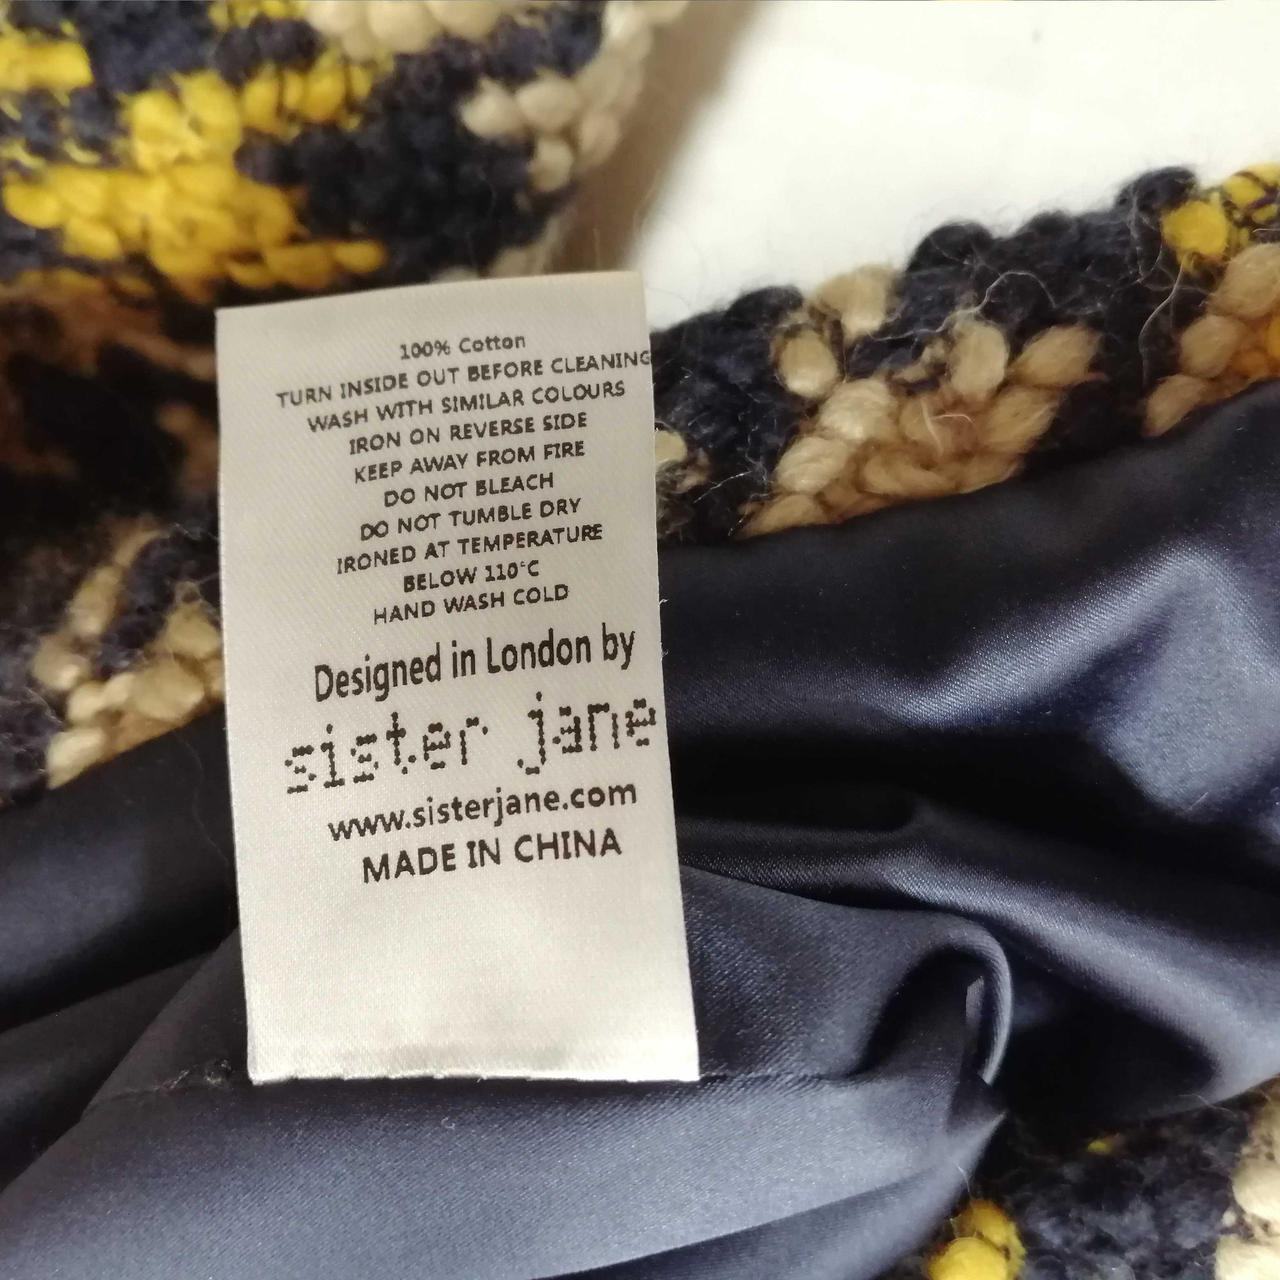 100% Cotton
TURN INSIDE OUT BEFORE CLEANING
WASH WITH SIMILAR COLOURS
IRON ON REVERSE SIDE
KEEP AWAY FROM FIRE
DO NOT BLEACH
DO NOT TUMBLE DRY
IRONED AT TEMPERATURE
BELOW 110°C
HAND WASH COLD
Designed in London by
sister jane
www.sisterjane.com
MADE IN CHINA